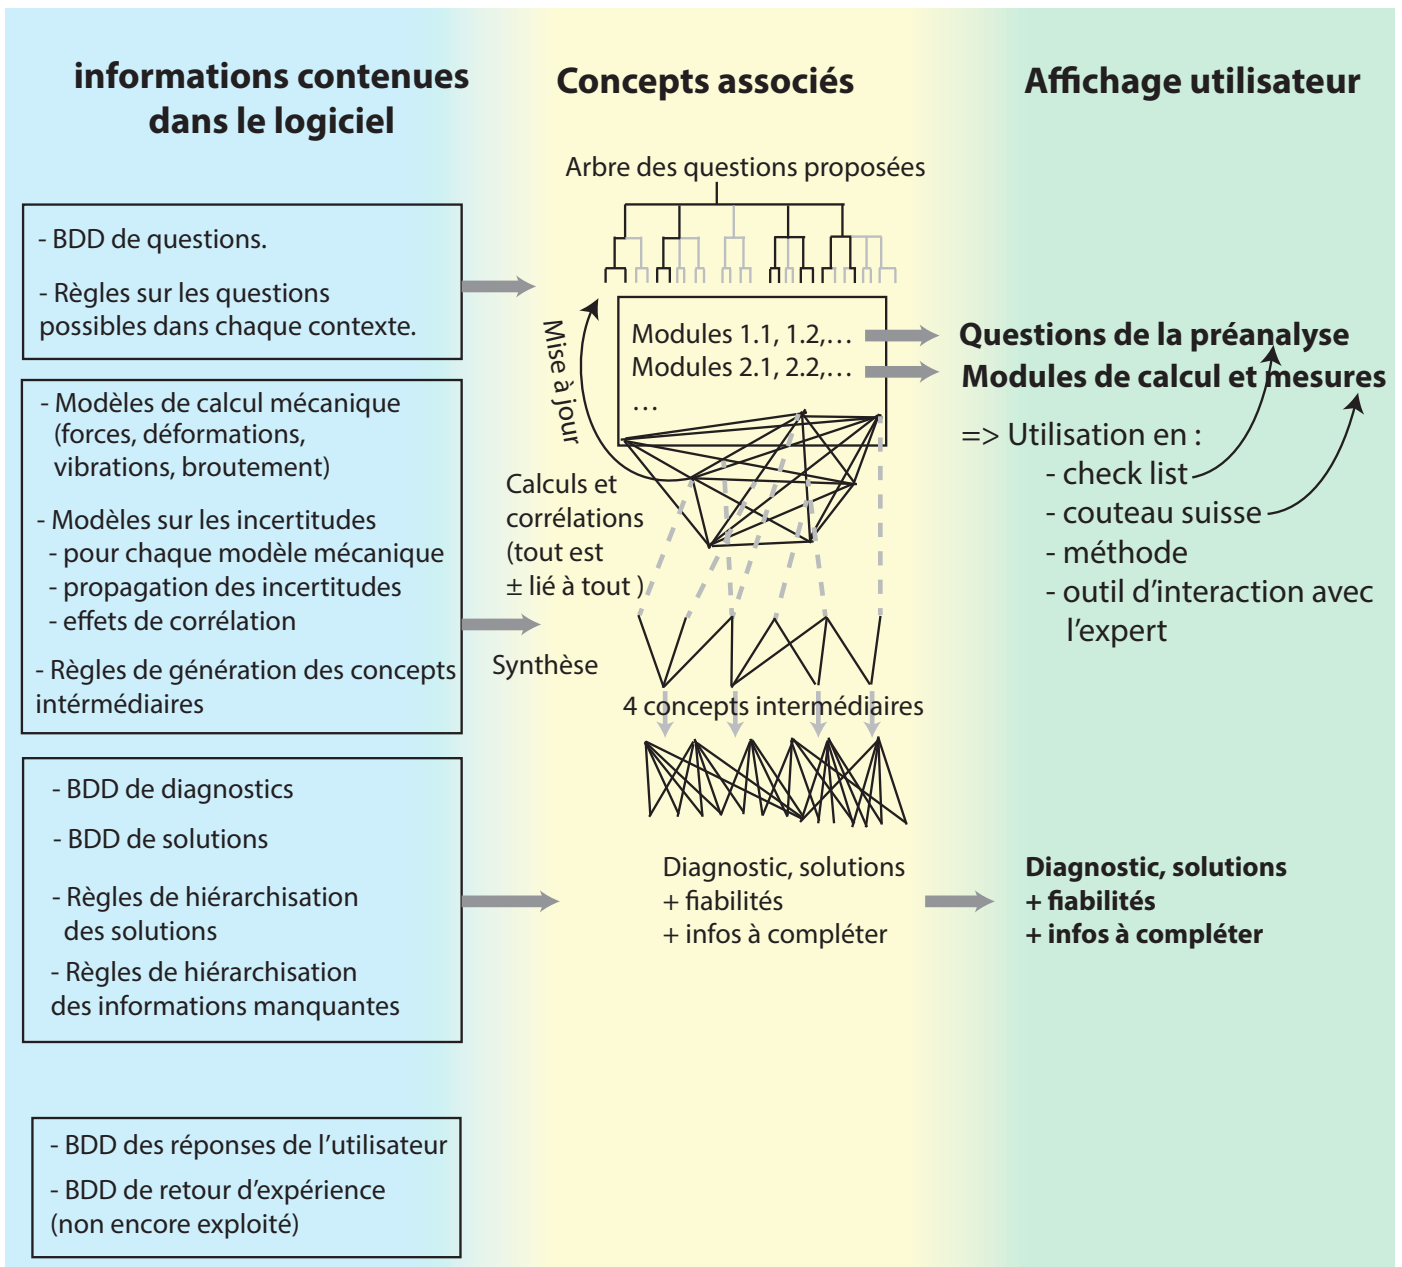 informations contenues
dans le logiciel
- BDD de questions.
- Règles sur les questions
possibles dans chaque contexte.
- Modèles de calcul mécanique
(forces, déformations,
vibrations, broutement)
- Modèles sur les incertitudes
- pour chaque modèle mécanique
- propagation des incertitudes
- effets de corrélation
- Règles de génération des concepts
intérmédiaires
- BDD de diagnostics
- BDD de solutions
- Règles de hiérarchisation
des solutions
- Règles de hiérarchisation
des informations manquantes
- BDD des réponses de l'utilisateur
- BDD de retour d'expérience
(non encore exploité)
Concepts associés
Arbre des questions proposées
Mise à jour
Modules 1.1, 1.2,…
Modules 2.1, 2.2,…
…
Calculs et
corrélations
(tout est
± lié à tout )
Synthèse
4 concepts intermédiaires
Diagnostic, solutions
+ fiabilités
+ infos à compléter
Affichage utilisateur
Questions de la préanalyse
Modules de calcul et mesures
=> Utilisation en :
- check list
- couteau suisse
- méthode
- outil d'interaction avec
l'expert
Diagnostic, solutions
+ fiabilités
+ infos à compléter